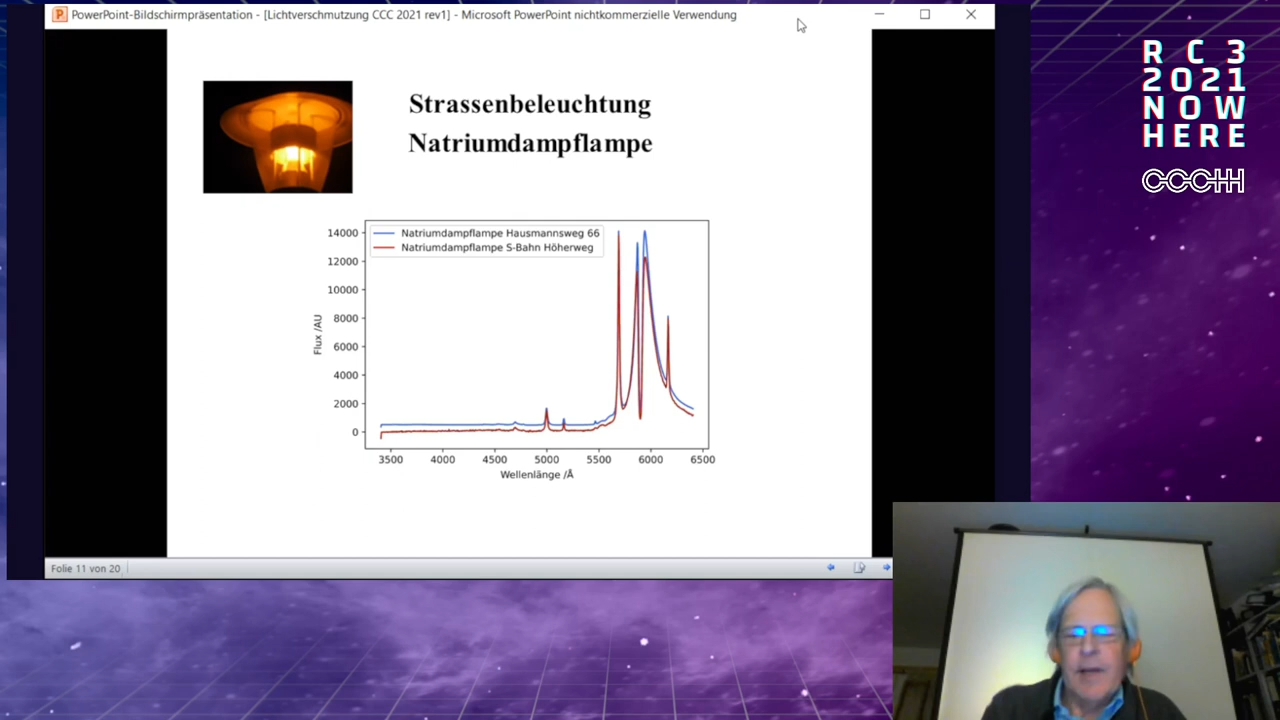 PowerPoint-Bildschirmpräsentation - [Lichtverschmutzung CCC 2021 rev1] - Microsoft PowerPoint nichtkommerzielle Verwendung
R C 3
2021
N O W
HERE
CCCHH
Strassenbeleuchtung
Natriumdampflampe
Natriumdampflampe Hausmannsweg 66
Natriumdampflampe S-Bahn Höherweg
14000
12000
10000
8000
6000
4000
2000
0
Flux /AU
3500 4000 4500 5000 5500 6000 6500
Wellenlänge /Å
Folie 11 von 20